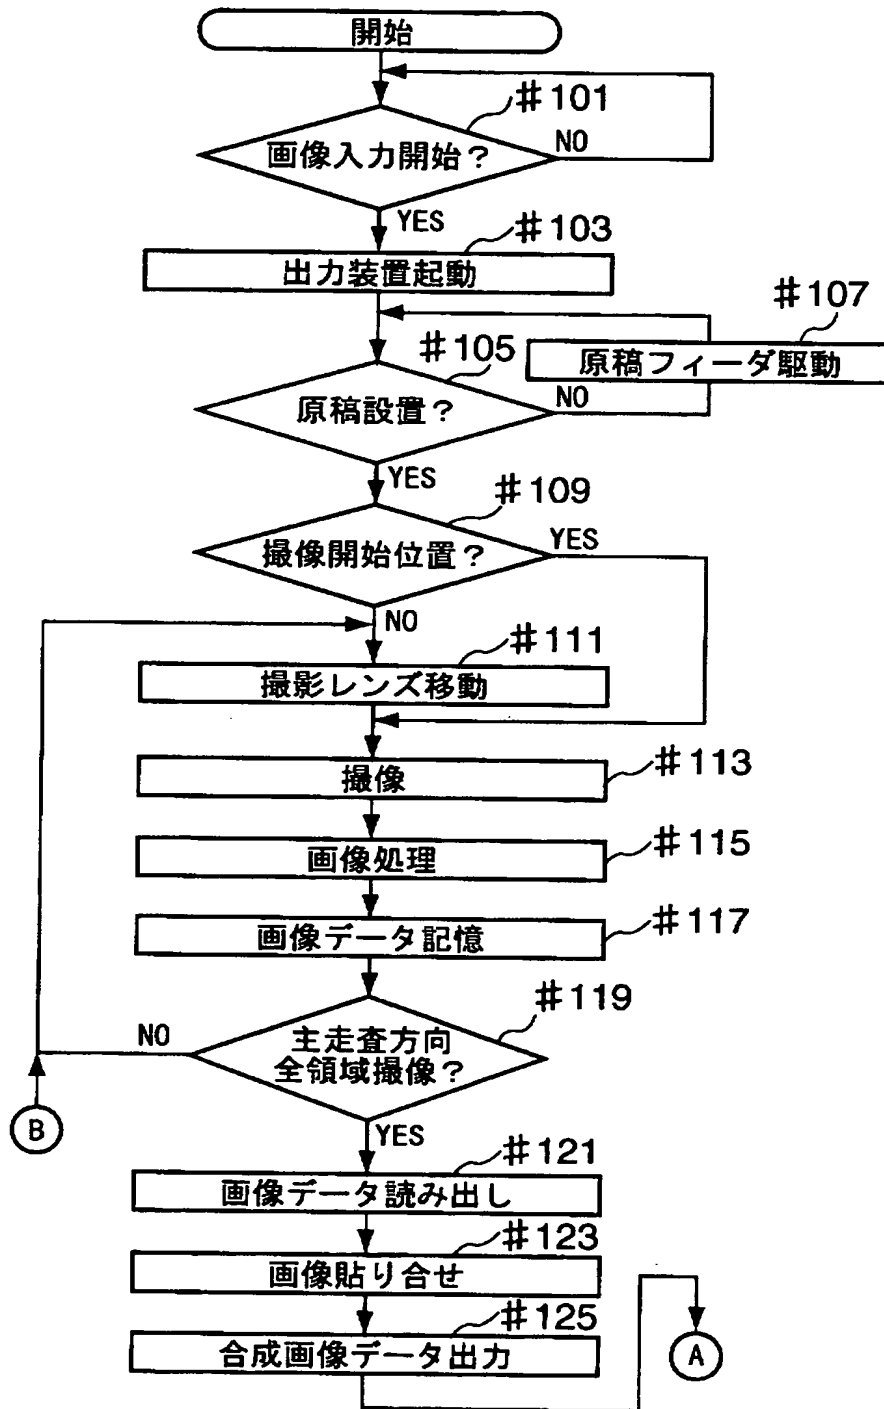 開始
#101
画像入力開始?
NO
YES
#103
出力装置起動
#107
原稿フィーダ駆動
#105
原稿設置?
NO
YES
#109
撮像開始位置?
YES
NO
#111
撮影レンズ移動
#113
撮像
#115
画像処理
#117
画像データ記憶
#119
主走査方向
全領域撮像?
NO
B
YES
#121
画像データ読み出し
#123
画像貼り合せ
#125
合成画像データ出力
A